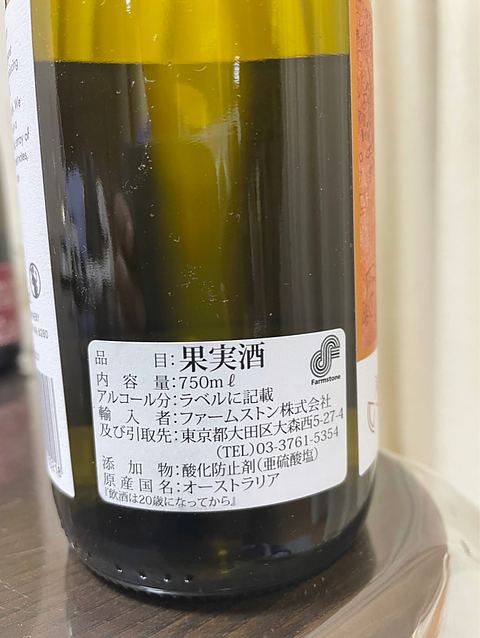 品 目:果実酒
内 容 量:750mℓ
アルコール分:ラベルに記載
輸 入 者:ファームストン株式会社
及び引取先:東京都大田区大森西5-27-4
(TEL)03-3761-5354
添 加 物:酸化防止剤(亜硫酸塩)
原産国名:オーストラリア
『飲酒は20歳になってから』
Farmstone